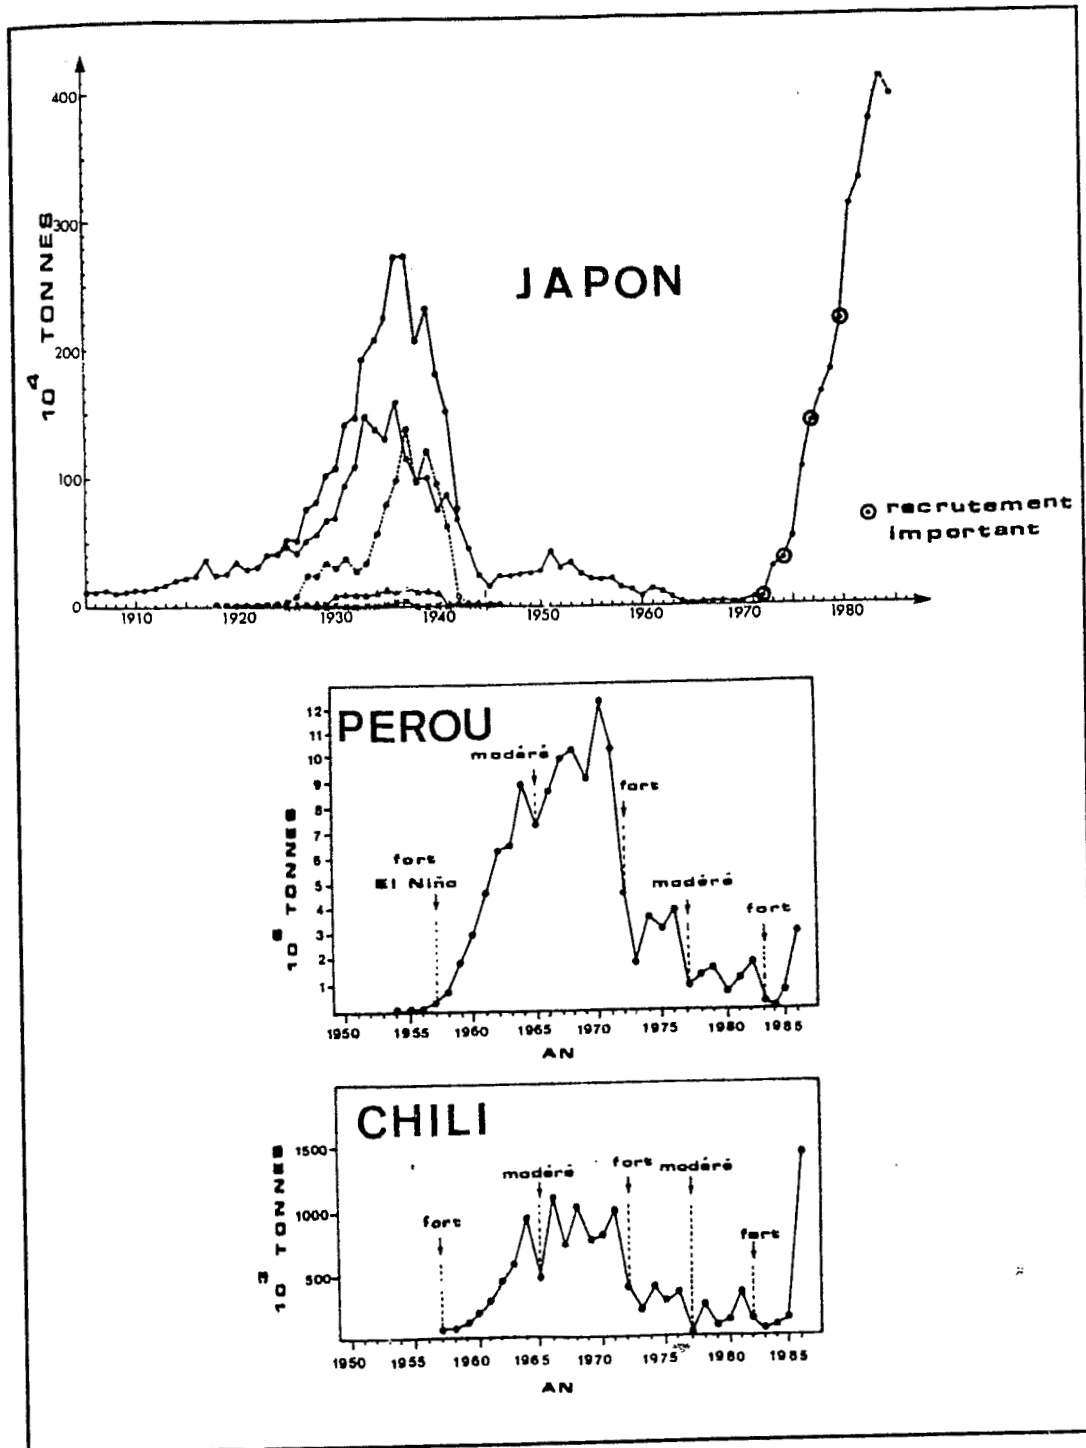 400
300
200
100
0
10⁴ TONNES
JAPON
recrutement
important
1910 1920 1930 1940 1950 1960 1970 1980
PEROU
12
11
10
9
8
7
6
5
4
3
2
1
10⁶ TONNES
modéré
fort
fort
El Niño
modéré
fort
1950 1955 1960 1965 1970 1975 1980 1985
AN
CHILI
1500
1000
500
10³ TONNES
fort
modéré
fort
modéré
fort
1950 1955 1960 1965 1970 1975 1980 1985
AN